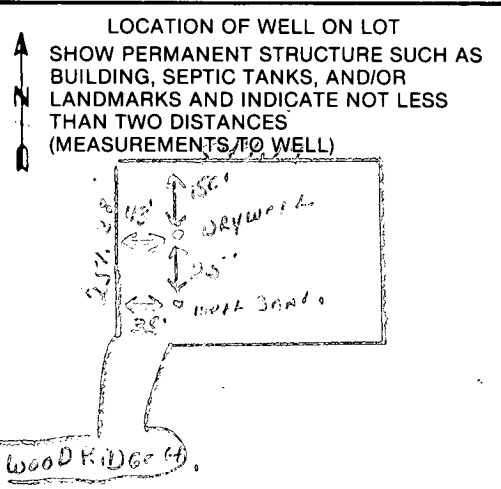 LOCATION OF WELL ON LOT
SHOW PERMANENT STRUCTURE SUCH AS
BUILDING, SEPTIC TANKS, AND/OR
N LANDMARKS AND INDICATE NOT LESS
THAN TWO DISTANCES
(MEASUREMENTS TO WELL)
150'
43'
DRYWELL
35'
WOODRIDGE Ct.